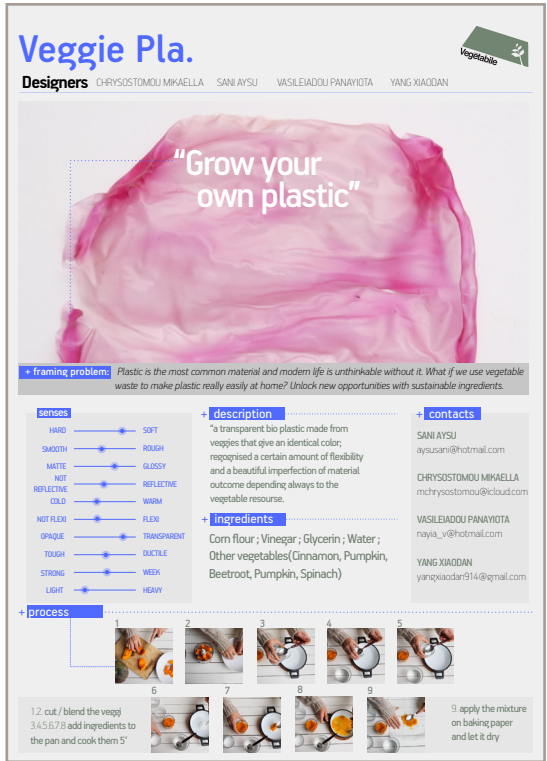 Veggie Pla.
Vegetabile
Designers CHRYSOSTOMOU MIKAELLA SANI AYSU VASILEIADOU PANAYIOTA YANG XIAODAN
“Grow your
own plastic”
+ framing problem: Plastic is the most common material and modern life is unthinkable without it. What if we use vegetable
waste to make plastic really easily at home? Unlock new opportunities with sustainable ingredients.
senses
HARD SOFT
SMOOTH ROUGH
MATTE GLOSSY
NOT
REFLECTIVE REFLECTIVE
COLD WARM
NOT FLEXI FLEXI
OPAQUE TRANSPARENT
TOUGH DUCTILE
STRONG WEEK
LIGHT HEAVY
+ description
“a transparent bio plastic made from
veggies that give an identical color;
regognised a certain amount of flexibility
and a beautiful imperfection of material
outcome depending always to the
vegetable resourse.
+ ingredients
Corn flour ; Vinegar ; Glycerin ; Water ;
Other vegetables(Cinnamon, Pumpkin,
Beetroot, Pumpkin, Spinach)
+ contacts
SANI AYSU
aysusani@hotmail.com
CHRYSOSTOMOU MIKAELLA
mchrysostomou@icloud.com
VASILEIADOU PANAYIOTA
nayia_v@hotmail.com
YANG XIAODAN
yangxiaodan914@gmail.com
+ process
1 2 3 4 5
6 7 8 9
1.2. cut / blend the veggi
3.4.5.6.7.8 add ingredients to
the pan and cook them 5'
9. apply the mixture
on baking paper
and let it dry